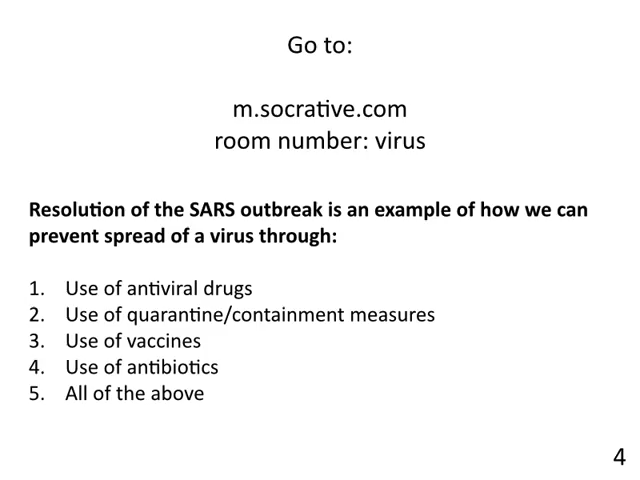 Go to:
m.socrative.com
room number: virus
Resolution of the SARS outbreak is an example of how we can
prevent spread of a virus through:
1. Use of antiviral drugs
2. Use of quarantine/containment measures
3. Use of vaccines
4. Use of antibiotics
5. All of the above
4